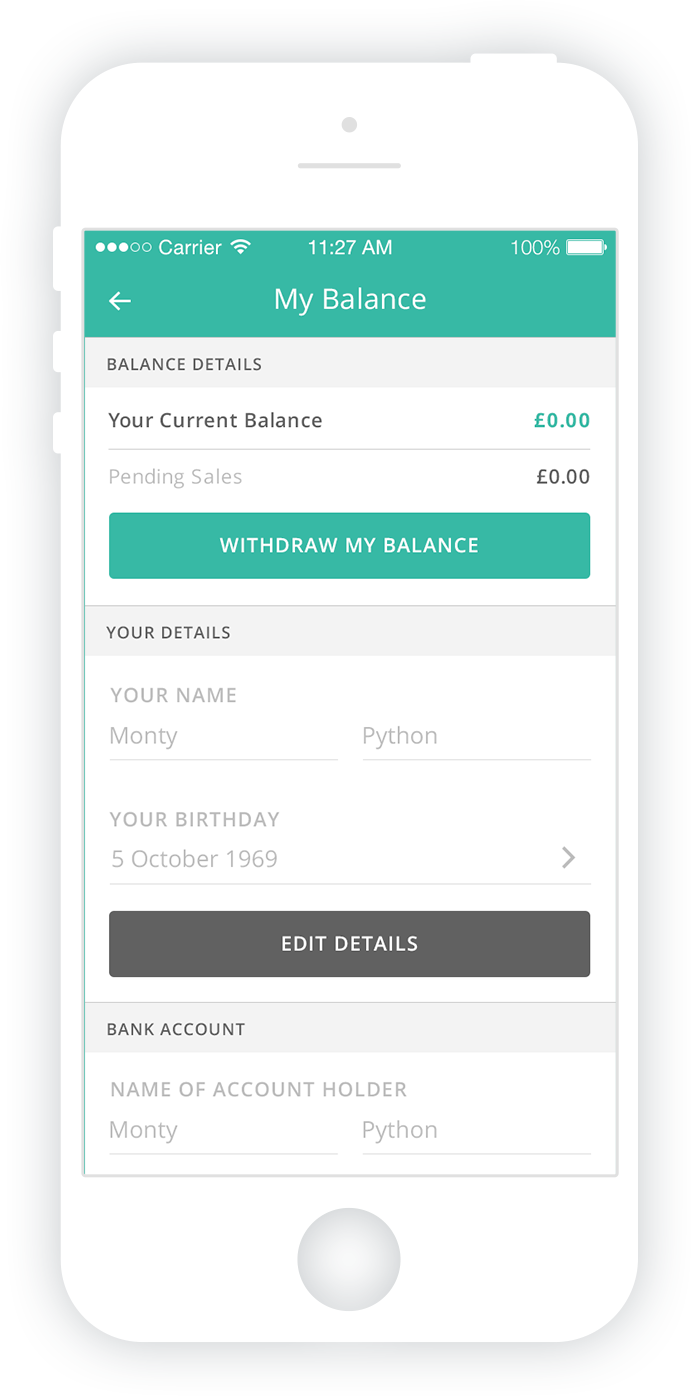 Carrier 11:27 AM 100%
My Balance
BALANCE DETAILS
Your Current Balance £0.00
Pending Sales £0.00
WITHDRAW MY BALANCE
YOUR DETAILS
YOUR NAME
Monty Python
YOUR BIRTHDAY
5 October 1969
EDIT DETAILS
BANK ACCOUNT
NAME OF ACCOUNT HOLDER
Monty Python